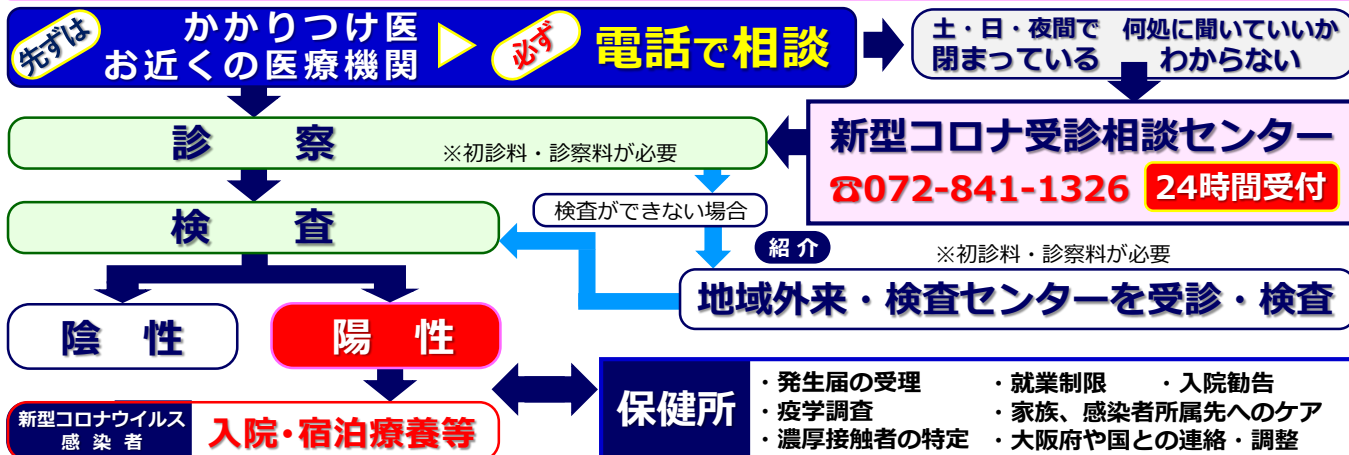 先ずは
かかりつけ医
お近くの医療機関
必ず
電話で相談
土・日・夜間で
閉まっている
何処に聞いていいか
わからない
診 察
※初診料・診察料が必要
新型コロナ受診相談センター
☎072-841-1326 24時間受付
検査ができない場合
検 査
紹介
※初診料・診察料が必要
地域外来・検査センターを受診・検査
陰 性
陽 性
新型コロナウイルス
感 染 者
入院・宿泊療養等
保健所
・発生届の受理
・疫学調査
・濃厚接触者の特定
・就業制限
・入院勧告
・家族、感染者所属先へのケア
・大阪府や国との連絡・調整